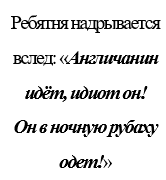 Ребятня надрывается
вслед: «Англичанин
идёт, идиот он!
Он в ночную рубаху
одет!»